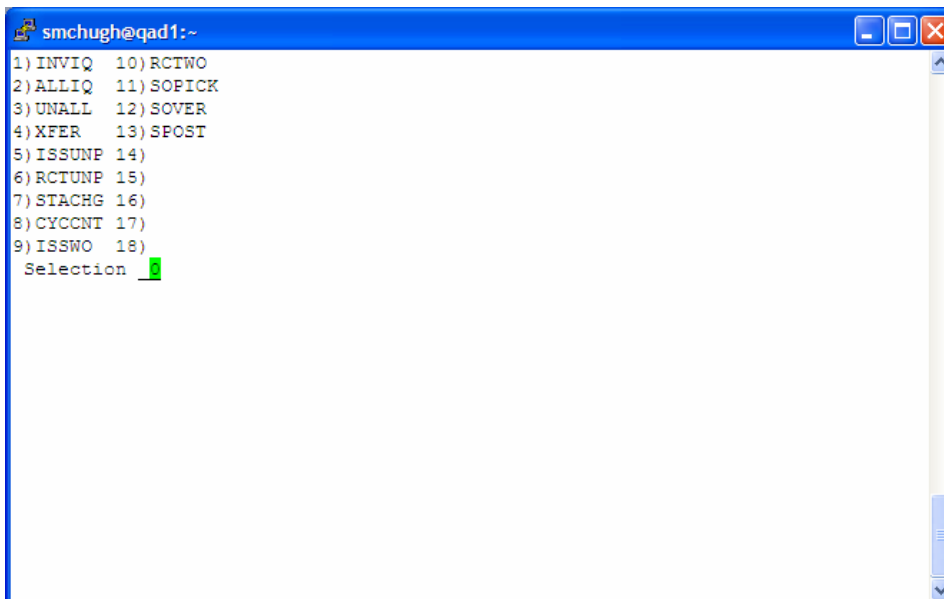 smchugh@qad1:~
1)INVIQ 10)RCTWO
2)ALLIQ 11)SOPICK
3)UNALL 12)SOVER
4)XFER 13)SPOST
5)ISSUNP 14)
6)RCTUNP 15)
7)STACHG 16)
8)CYCCNT 17)
9)ISSWO 18)
Selection _0